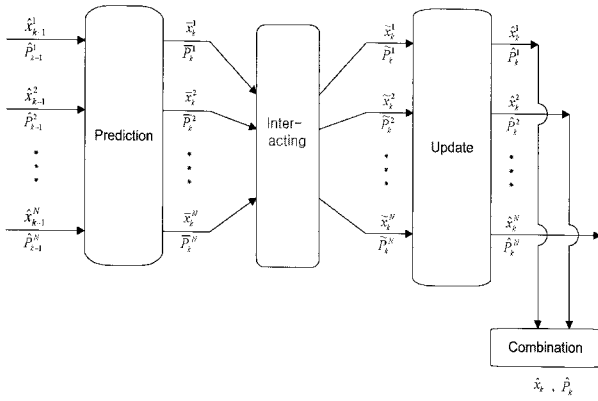 x̂¹ₖ₋₁ x̄¹ₖ x̃¹ₖ x̂¹ₖ
P̂¹ₖ₋₁ P̄¹ₖ P̃¹ₖ P̂¹ₖ
x̂²ₖ₋₁ x̄²ₖ x̃²ₖ x̂²ₖ
P̂²ₖ₋₁ P̄²ₖ P̃²ₖ P̂²ₖ
Prediction
Inter-
acting
Update
x̂ᴺₖ₋₁ x̄ᴺₖ x̃ᴺₖ x̂ᴺₖ
P̂ᴺₖ₋₁ P̄ᴺₖ P̃ᴺₖ P̂ᴺₖ
Combination
x̂ₖ , P̂ₖ